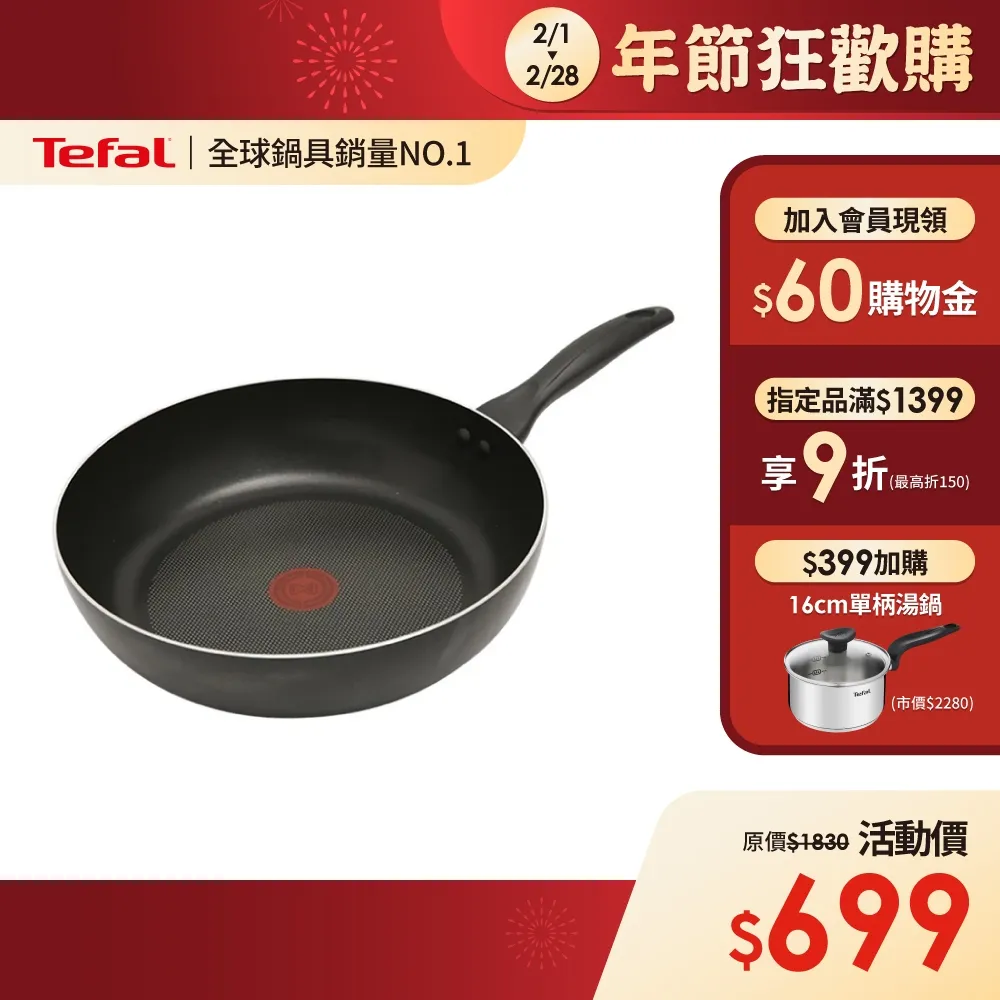 2/1
2/28
年節狂歡購
Tefal 全球鍋具銷量NO.1
加入會員現領
$60購物金
指定品滿$1399
享9折(最高折150)
$399加購
16cm單柄湯鍋
Tefal
(市價$2280)
原價$1830 活動價
$699